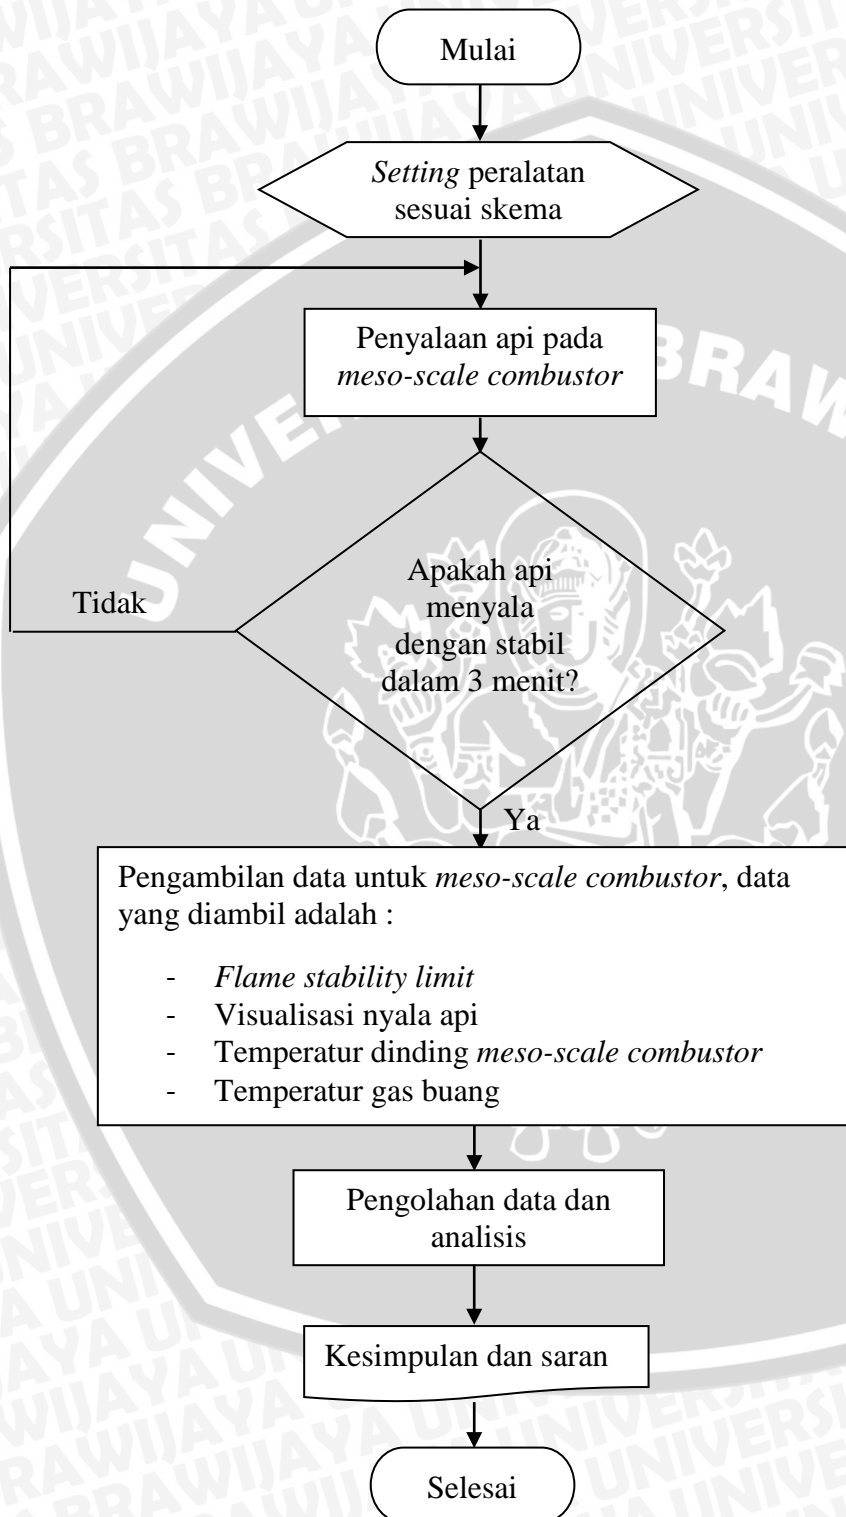 Mulai
Setting peralatan
sesuai skema
Penyalaan api pada
meso-scale combustor
Apakah api
menyala
dengan stabil
dalam 3 menit?
Tidak
Ya
Pengambilan data untuk meso-scale combustor, data
yang diambil adalah :
- Flame stability limit
- Visualisasi nyala api
- Temperatur dinding meso-scale combustor
- Temperatur gas buang
Pengolahan data dan
analisis
Kesimpulan dan saran
Selesai